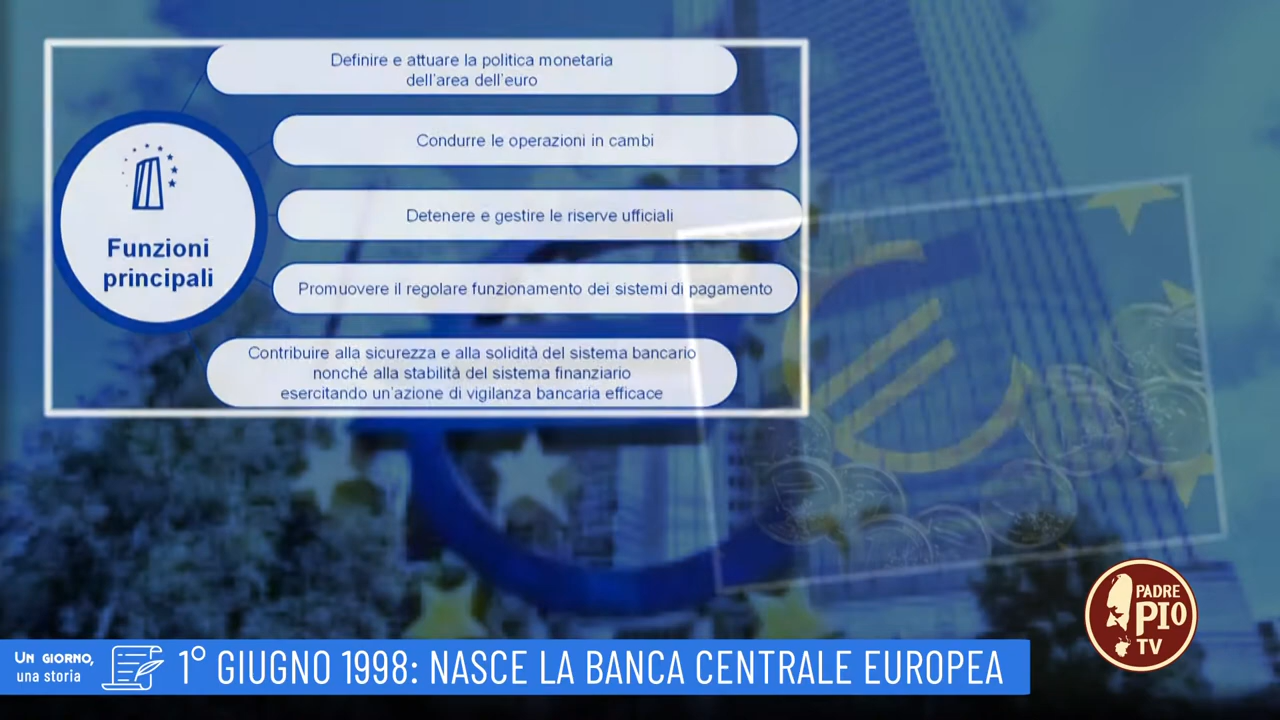 Definire e attuare la politica monetaria
dell'area dell'euro
Condurre le operazioni in cambi
Detenere e gestire le riserve ufficiali
Promuovere il regolare funzionamento dei sistemi di pagamento
Contribuire alla sicurezza e alla solidità del sistema bancario
nonché alla stabilità del sistema finanziario
esercitando un'azione di vigilanza bancaria efficace
Funzioni
principali
PADRE
PIO
TV
Un giorno,
una storia
1° GIUGNO 1998: NASCE LA BANCA CENTRALE EUROPEA